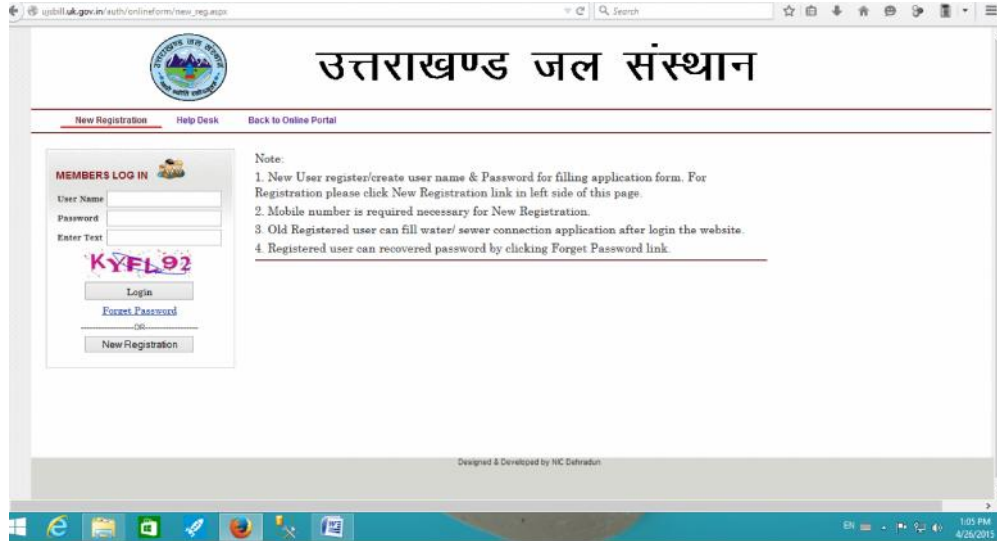 ujsbill.uk.gov.in/auth/onlineform/new_reg.aspx
Search
उत्तराखण्ड जल संस्थान
New Registration Help Desk Back to Online Portal
MEMBERS LOG IN
User Name
Password
Enter Text
KYFL92
Login
Forget Password
OR
New Registration
Note:
1. New User register/create user name & Password for filling application form. For
Registration please click New Registration link in left side of this page.
2. Mobile number is required necessary for New Registration.
3. Old Registered user can fill water/ sewer connection application after login the website.
4. Registered user can recovered password by clicking Forget Password link.
Designed & Developed by NIC Dehradun
EN
1:05 PM
4/26/2015